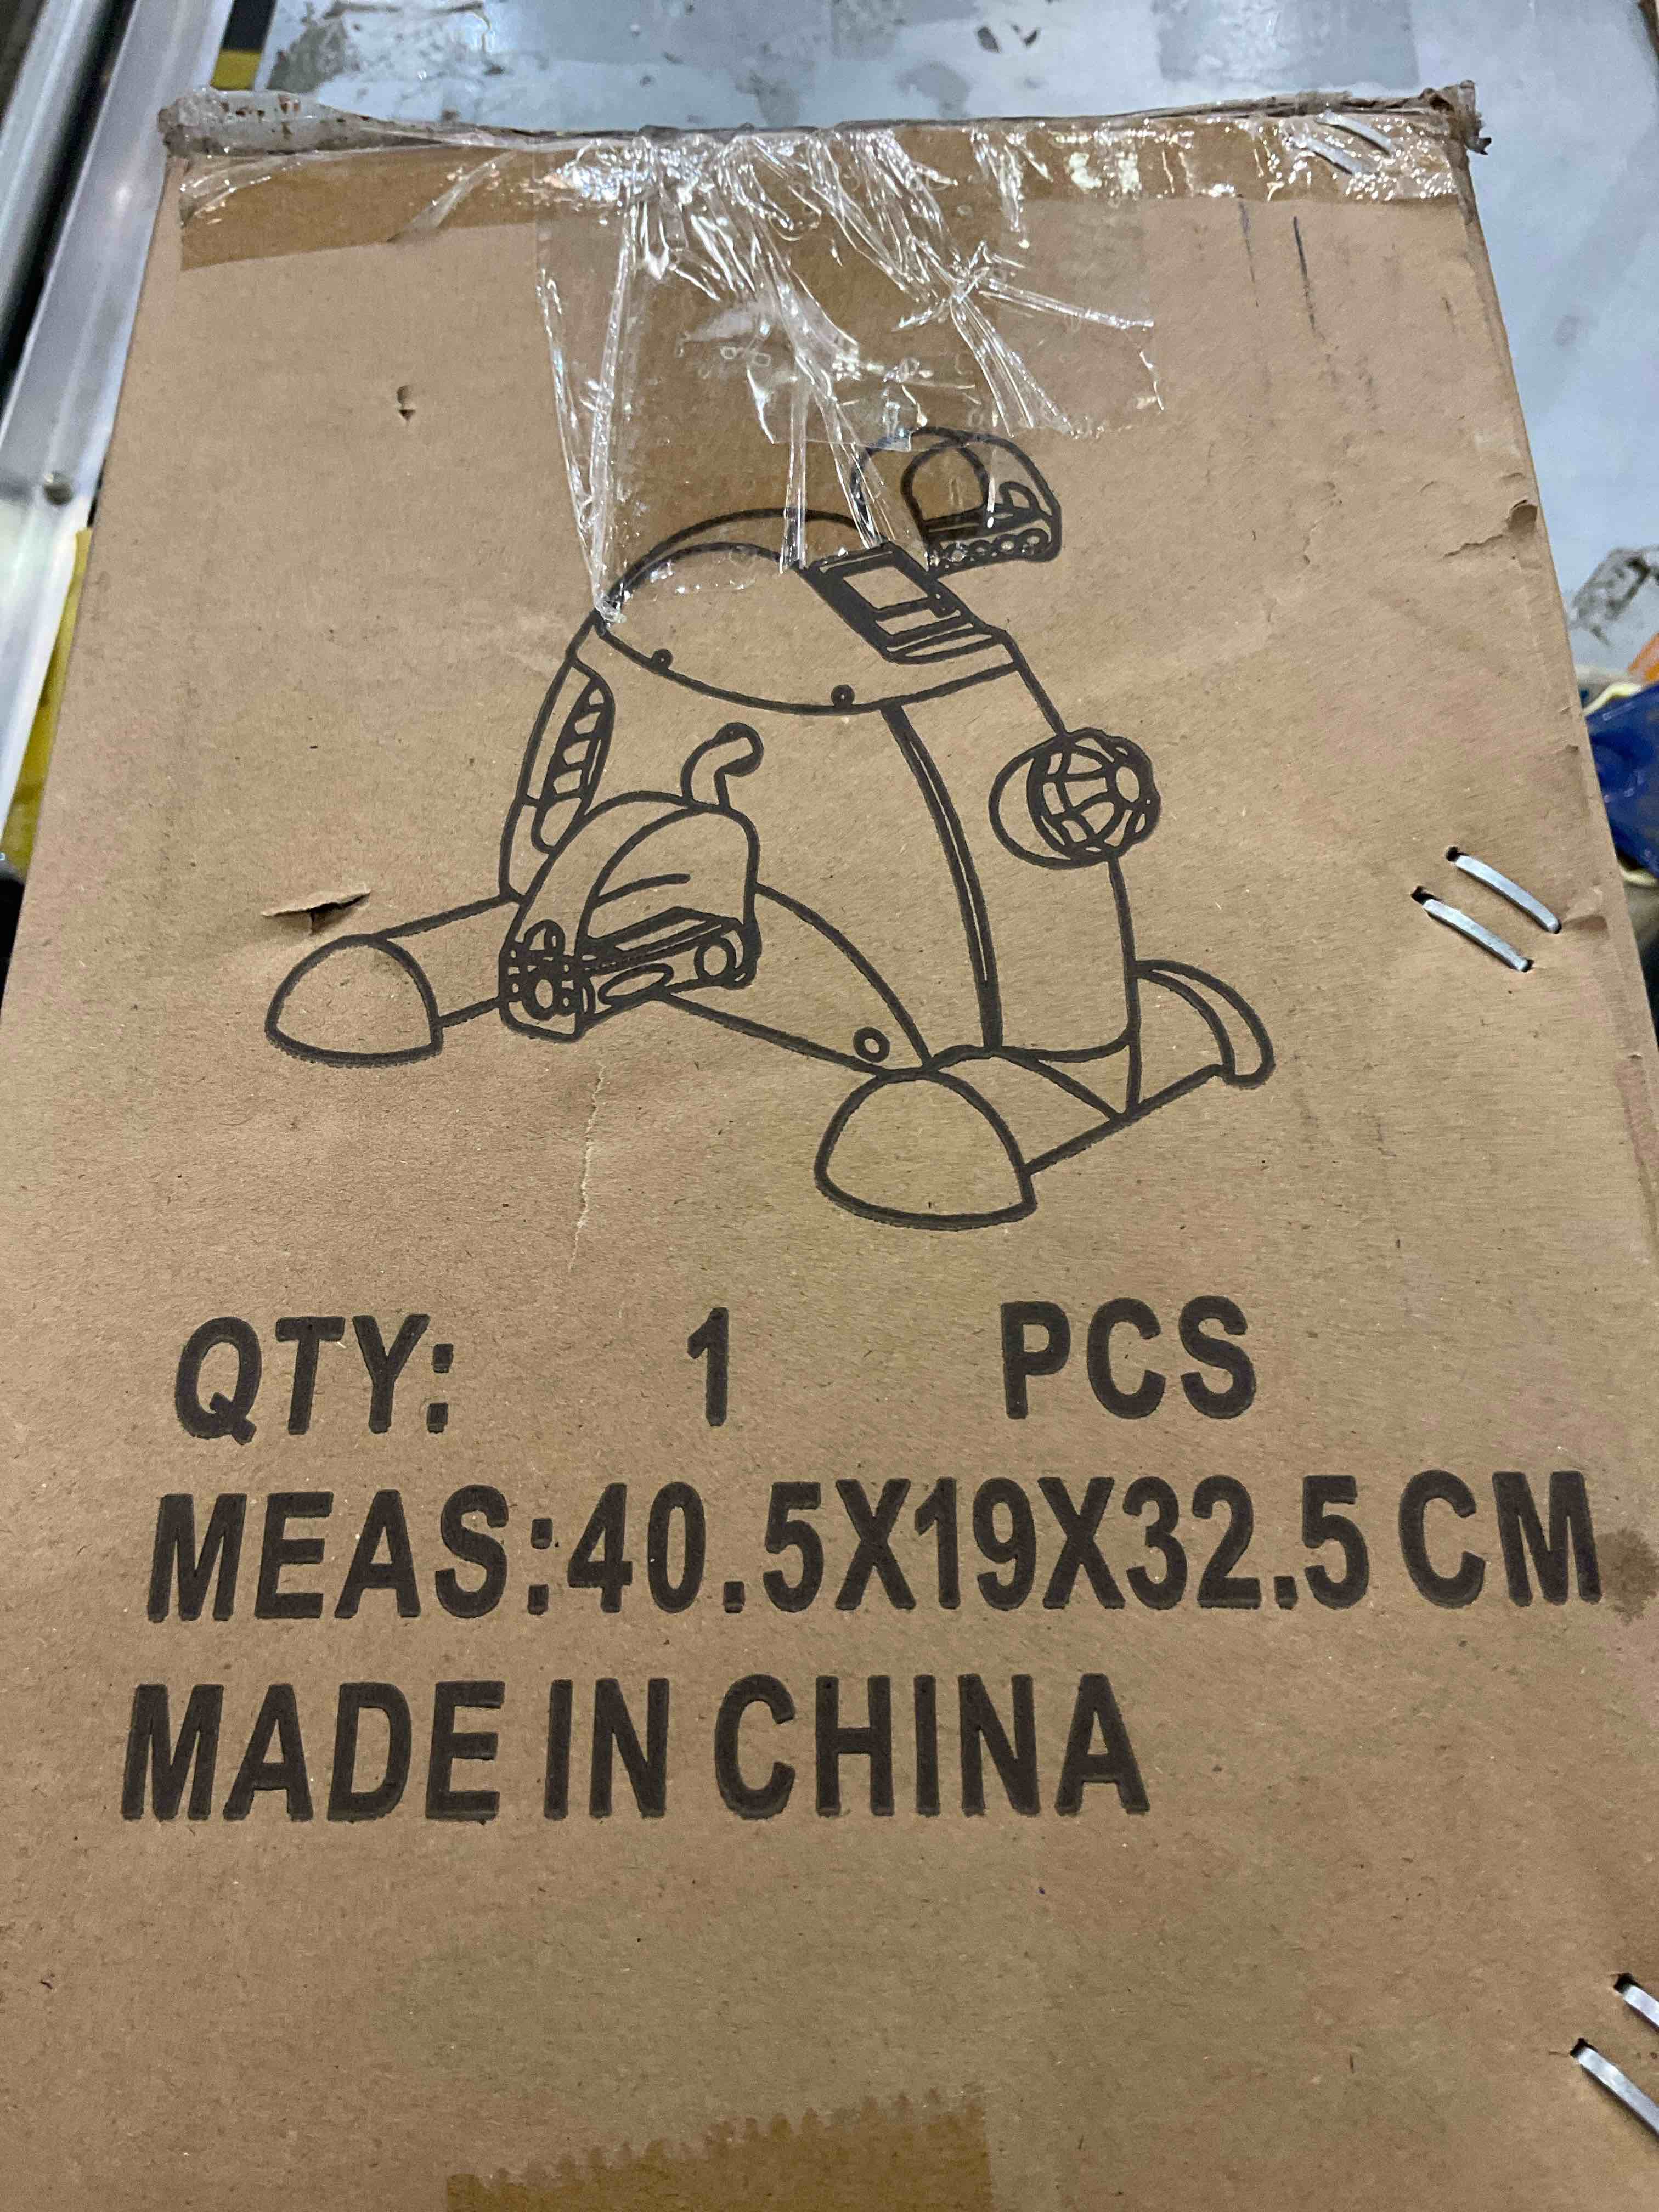 QTY: 1 PCS
MEAS:40.5X19X32.5 CM
MADE IN CHINA